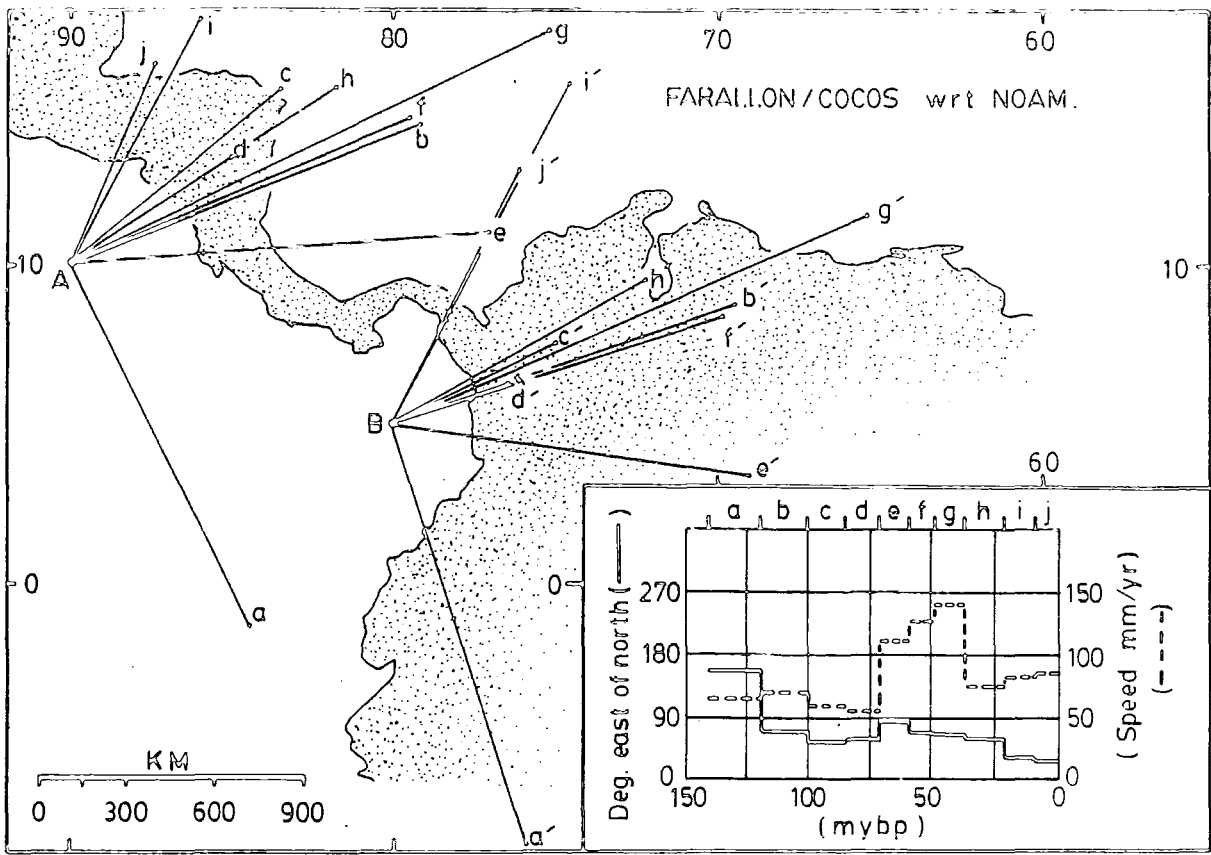 90 80 70 60
i
g
j
c h i´
FARALLON/COCOS wrt NOAM.
?
f
b
d ?
j´
g´
e
10 10
A
h´
b´
c´
f´
B
d´
e´
60
a b c d e f g h i j
0 0
a
270 150
180 100
90 50
0 0
150 100 50 0
(mybp)
Deg. east of north (——)
(Speed mm/yr)
(---)
KM
0 300 600 900
a´